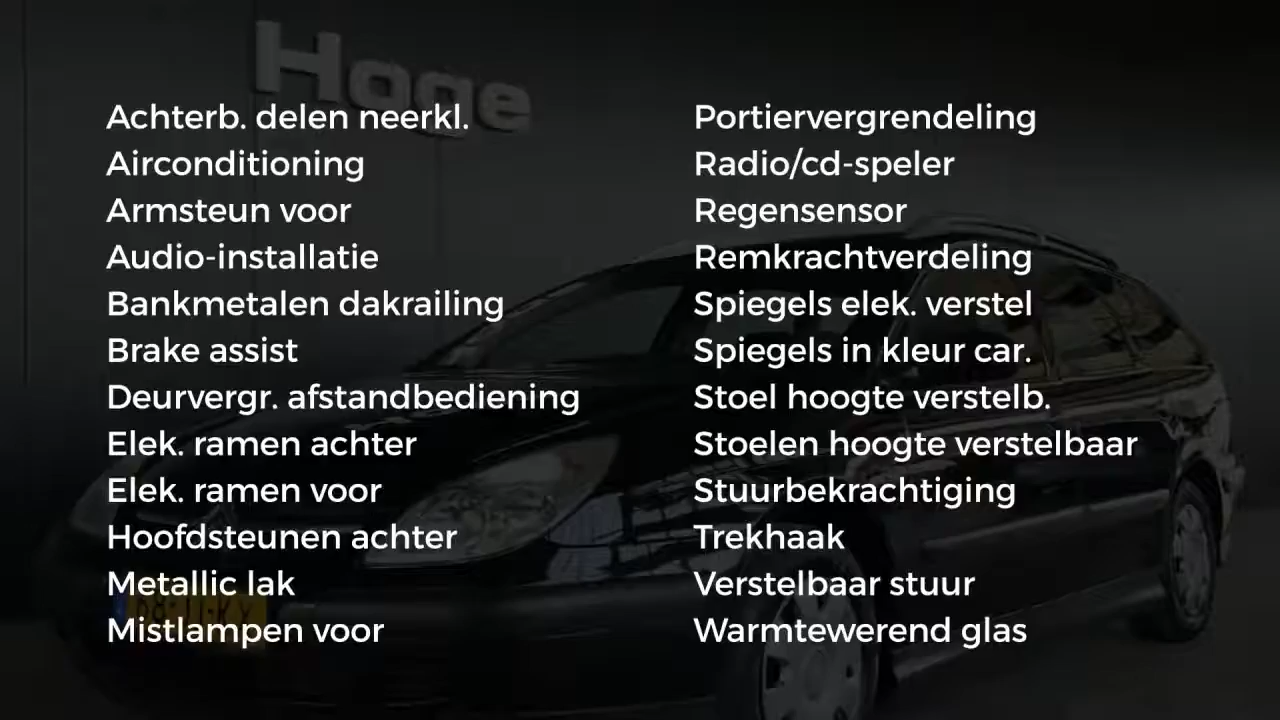 Hoge
Achterb. delen neerkl.
Airconditioning
Armsteun voor
Audio-installatie
Bankmetalen dakrailing
Brake assist
Deurvergr. afstandbediening
Elek. ramen achter
Elek. ramen voor
Hoofdsteunen achter
Metallic lak
Mistlampen voor
Portiervergrendeling
Radio/cd-speler
Regensensor
Remkrachtverdeling
Spiegels elek. verstel
Spiegels in kleur car.
Stoel hoogte verstelb.
Stoelen hoogte verstelbaar
Stuurbekrachtiging
Trekhaak
Verstelbaar stuur
Warmtewerend glas